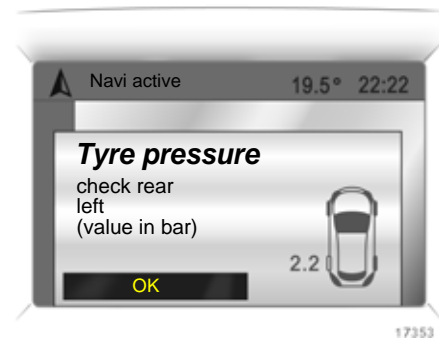 Navi active 19.5° 22:22
Tyre pressure
check rear
left
(value in bar)
2.2
OK
17353